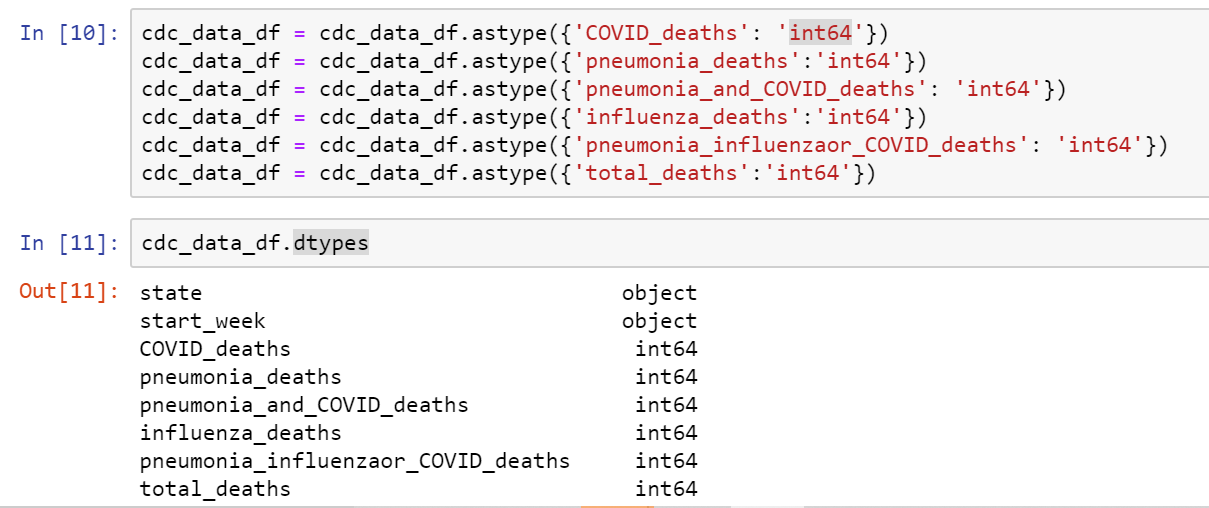 In [10]: cdc_data_df = cdc_data_df.astype({'COVID_deaths': 'int64'})
cdc_data_df = cdc_data_df.astype({'pneumonia_deaths':'int64'})
cdc_data_df = cdc_data_df.astype({'pneumonia_and_COVID_deaths': 'int64'})
cdc_data_df = cdc_data_df.astype({'influenza_deaths':'int64'})
cdc_data_df = cdc_data_df.astype({'pneumonia_influenzaor_COVID_deaths': 'int64'})
cdc_data_df = cdc_data_df.astype({'total_deaths':'int64'})
In [11]: cdc_data_df.dtypes
Out[11]: state object
start_week object
COVID_deaths int64
pneumonia_deaths int64
pneumonia_and_COVID_deaths int64
influenza_deaths int64
pneumonia_influenzaor_COVID_deaths int64
total_deaths int64